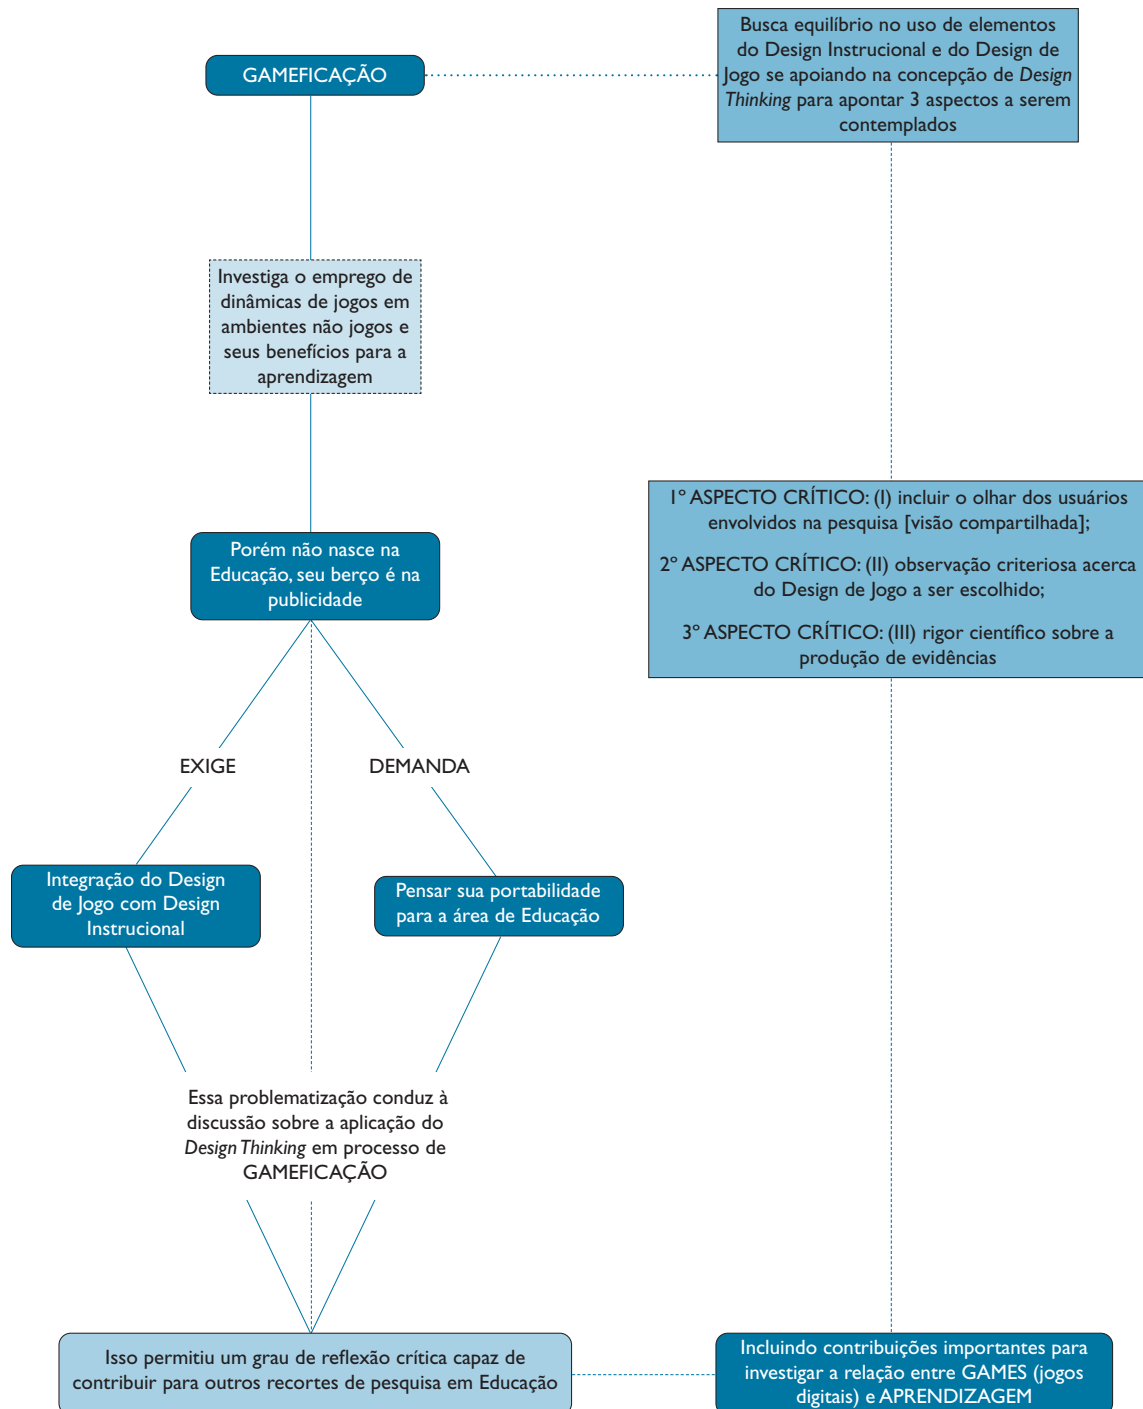 GAMEFICAÇÃO
Busca equilíbrio no uso de elementos
do Design Instrucional e do Design de
Jogo se apoiando na concepção de Design
Thinking para apontar 3 aspectos a serem
contemplados
Investiga o emprego de
dinâmicas de jogos em
ambientes não jogos e
seus benefícios para a
aprendizagem
Porém não nasce na
Educação, seu berço é na
publicidade
1º ASPECTO CRÍTICO: (I) incluir o olhar dos usuários
envolvidos na pesquisa [visão compartilhada];
2º ASPECTO CRÍTICO: (II) observação criteriosa acerca
do Design de Jogo a ser escolhido;
3º ASPECTO CRÍTICO: (III) rigor científico sobre a
produção de evidências
EXIGE
DEMANDA
Integração do Design
de Jogo com Design
Instrucional
Pensar sua portabilidade
para a área de Educação
Essa problematização conduz à
discussão sobre a aplicação do
Design Thinking em processo de
GAMEFICAÇÃO
Isso permitiu um grau de reflexão crítica capaz de
contribuir para outros recortes de pesquisa em Educação
Incluindo contribuições importantes para
investigar a relação entre GAMES (jogos
digitais) e APRENDIZAGEM